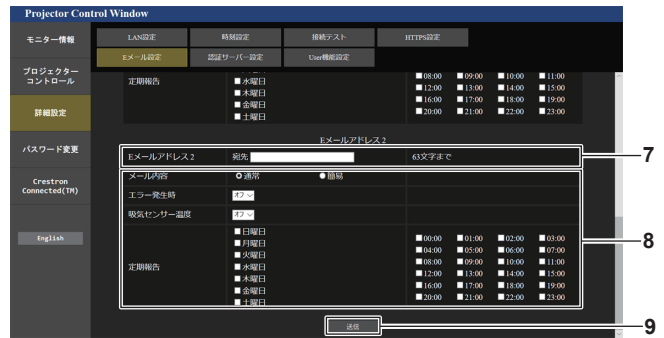 Projector Control Window
モニター情報
プロジェクター
コントロール
詳細設定
パスワード変更
Crestron
Connected(TM)
English
LAN設定 時刻設定 接続テスト HTTPS設定
Eメール設定 認証サーバー設定 User機能設定
定期報告
水曜日
木曜日
金曜日
土曜日
08:00 09:00 10:00 11:00
12:00 13:00 14:00 15:00
16:00 17:00 18:00 19:00
20:00 21:00 22:00 23:00
Eメールアドレス 2
Eメールアドレス 2 宛先 63文字まで
7
メール内容 通常 簡易
エラー発生時 オフ
吸気センサー温度 オフ
定期報告
日曜日
月曜日
火曜日
水曜日
木曜日
金曜日
土曜日
00:00 01:00 02:00 03:00
04:00 05:00 06:00 07:00
08:00 09:00 10:00 11:00
12:00 13:00 14:00 15:00
16:00 17:00 18:00 19:00
20:00 21:00 22:00 23:00
8
送信
9